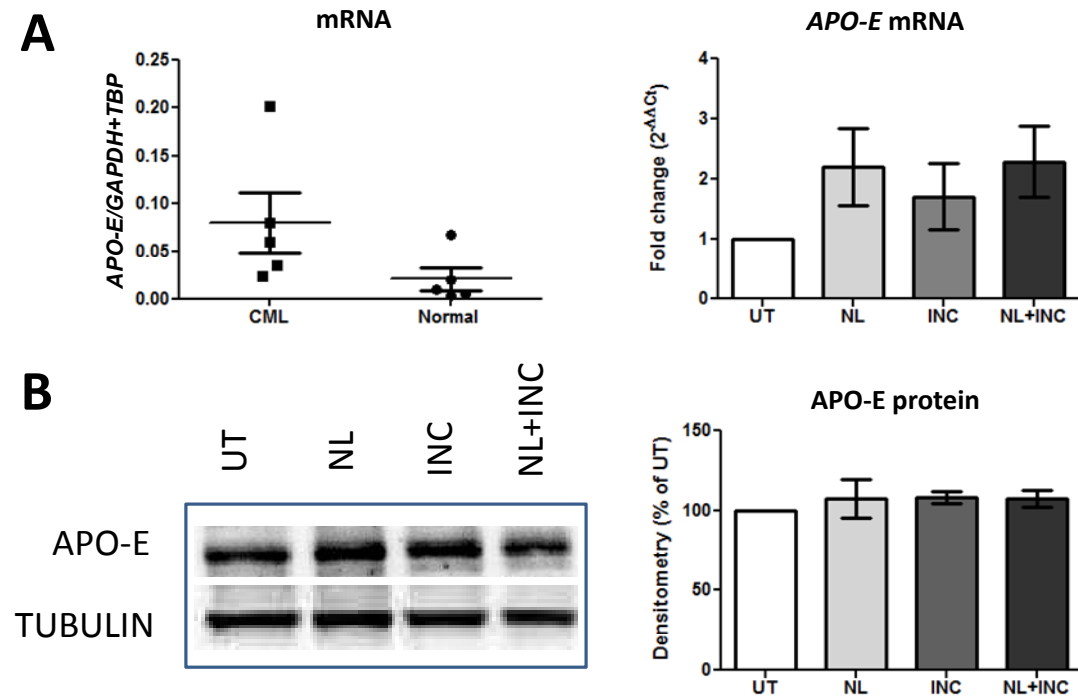 A
mRNA
APO-E/GAPDH+TBP
0.25
0.20
0.15
0.10
0.05
0.00
CML Normal
APO-E mRNA
Fold change (2-ΔΔCt)
4
3
2
1
0
UT NL INC NL+INC
B
UT NL INC NL+INC
APO-E
TUBULIN
APO-E protein
Densitometry (% of UT)
150
100
50
0
UT NL INC NL+INC